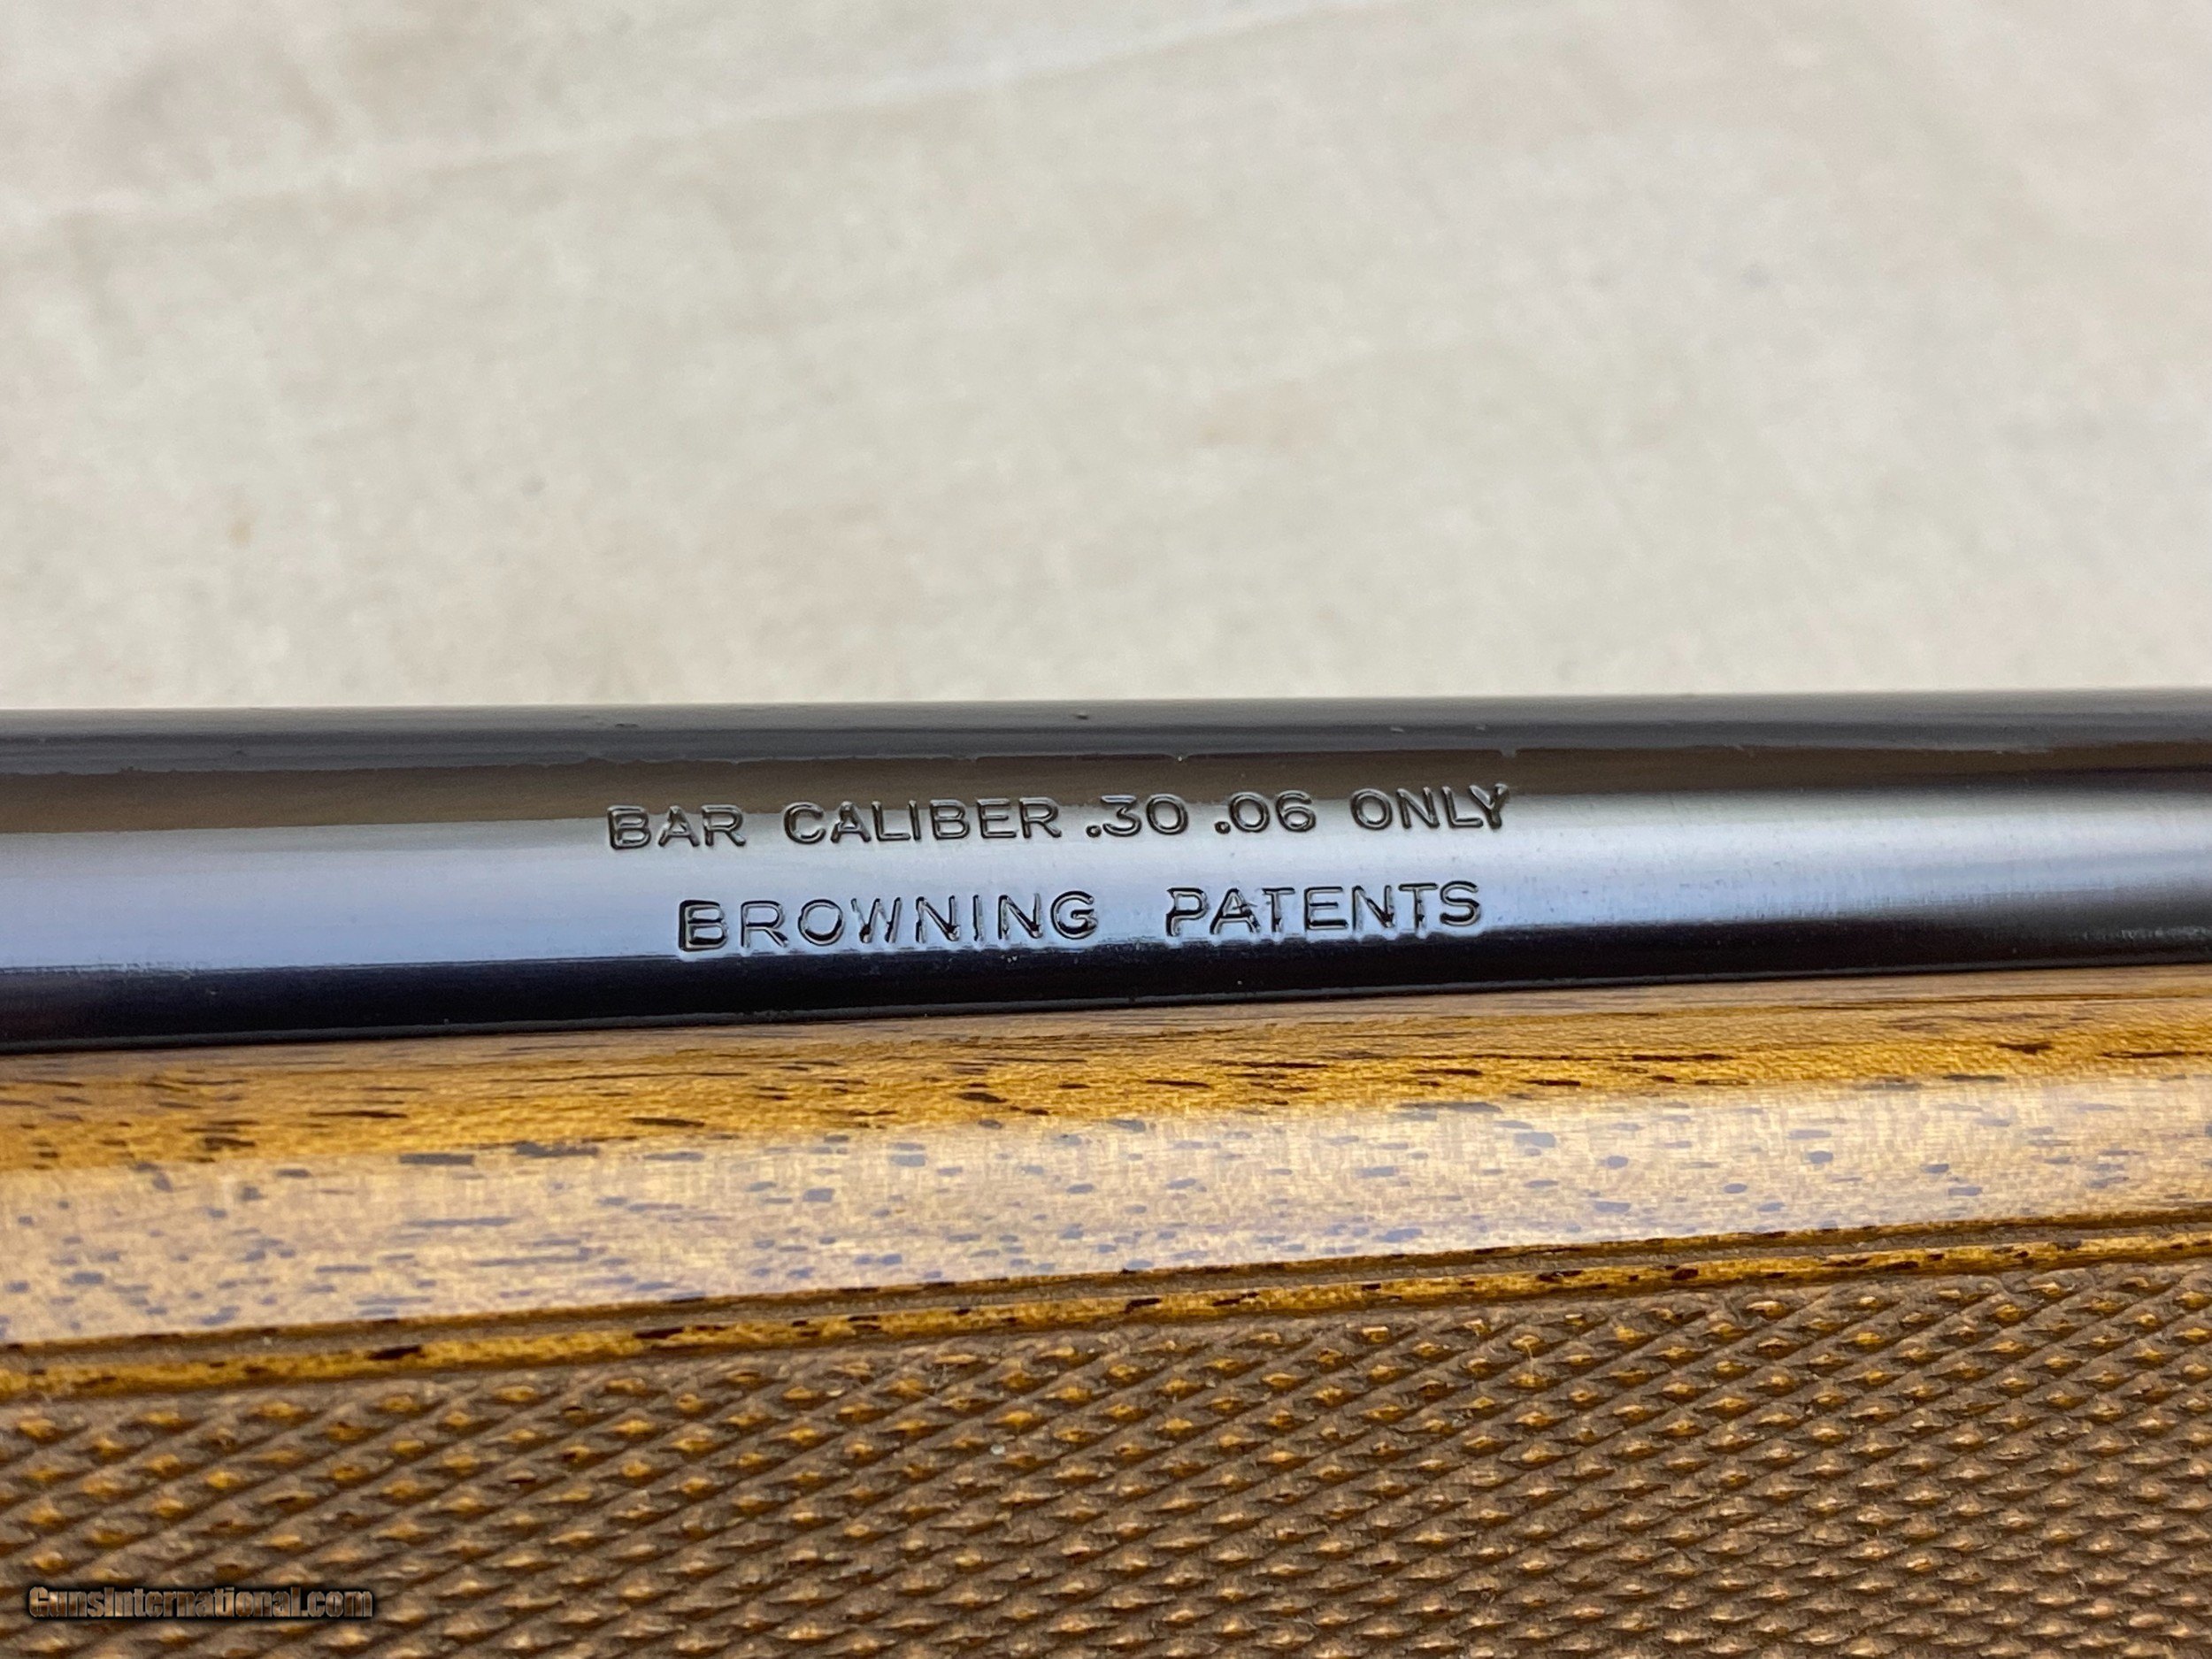 BAR CALIBER .30 .06 ONLY
BROWNING PATENTS
GunsInternational.com